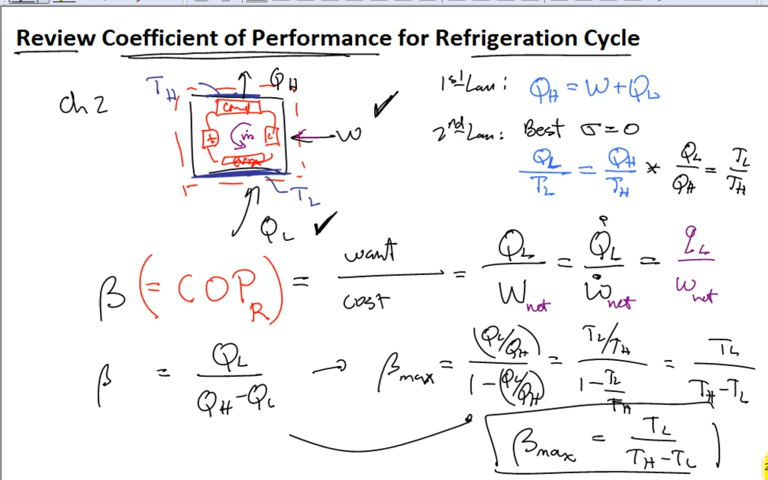 Review Coefficient of Performance for Refrigeration Cycle
Ch 2
T_H
Q_H
1st Law: Q_H = W + Q_L
Cond
W
2nd Law: Best σ=0
Q_L/T_L = Q_H/T_H * Q_L/Q_H = T_L/T_H
T_L
Q_L
β (= COP_R) = want/cost = Q_L/W_net = Q̇_L/Ẇ_net = q_L/w_net
β = Q_L/(Q_H-Q_L) → β_max = (Q_L/Q_H)/(1-(Q_L/Q_H)) = (T_L/T_H)/(1-T_L/T_H) = T_L/(T_H-T_L)
β_max = T_L/(T_H-T_L)